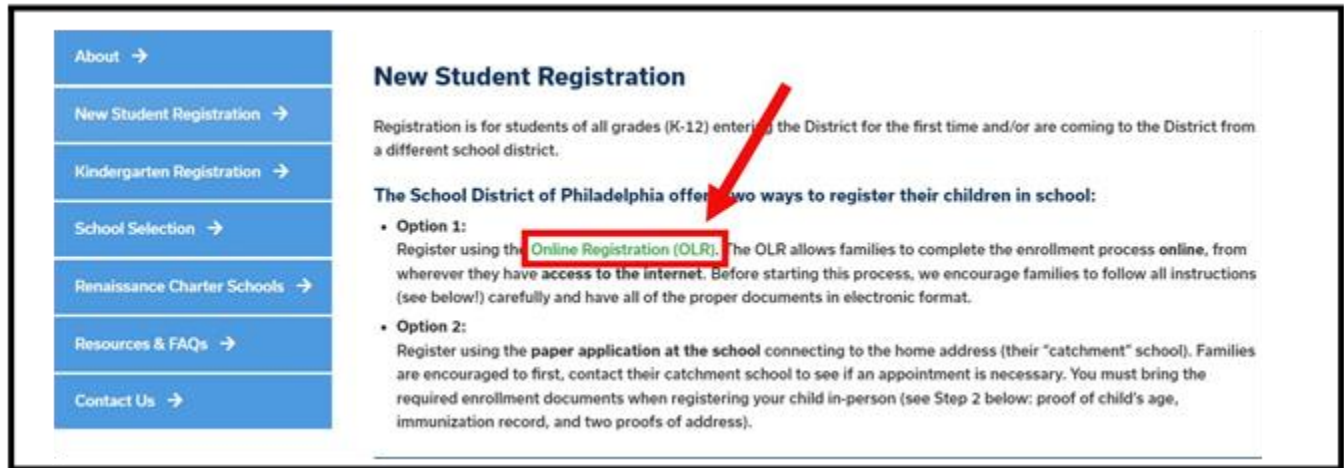 About →
New Student Registration →
Kindergarten Registration →
School Selection →
Renaissance Charter Schools →
Resources & FAQs →
Contact Us →
New Student Registration
Registration is for students of all grades (K-12) entering the District for the first time and/or are coming to the District from
a different school district.
The School District of Philadelphia offers two ways to register their children in school:
• Option 1:
Register using the Online Registration (OLR). The OLR allows families to complete the enrollment process online, from
wherever they have access to the internet. Before starting this process, we encourage families to follow all instructions
(see below!) carefully and have all of the proper documents in electronic format.
• Option 2:
Register using the paper application at the school connecting to the home address (their "catchment" school). Families
are encouraged to first, contact their catchment school to see if an appointment is necessary. You must bring the
required enrollment documents when registering your child in-person (see Step 2 below: proof of child's age,
immunization record, and two proofs of address).